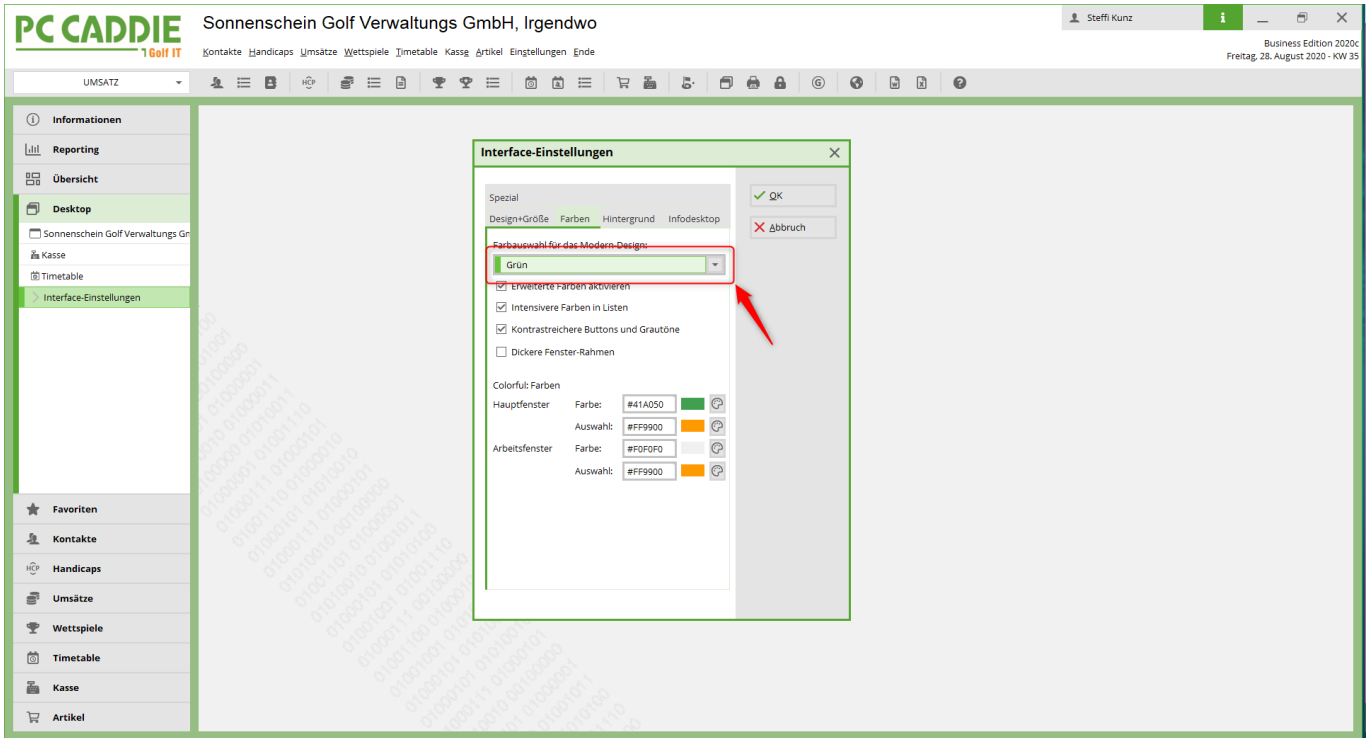 PC CADDIE
Golf IT
Sonnenschein Golf Verwaltungs GmbH, Irgendwo
Steffi Kunz
i
Kontakte Handicaps Umsätze Wettspiele Timetable Kasse Artikel Einstellungen Ende
Business Edition 2020c
Freitag, 28. August 2020 - KW 35
UMSATZ
HCP
Informationen
Reporting
Übersicht
Desktop
Sonnenschein Golf Verwaltungs Gm
Kasse
Timetable
Interface-Einstellungen
Favoriten
Kontakte
HCP Handicaps
Umsätze
Wettspiele
Timetable
Kasse
Artikel
Interface-Einstellungen
Spezial
Design+Größe Farben Hintergrund Infodesktop
Farbauswahl für das Modern-Design:
Grün
Erweiterte Farben aktivieren
Intensivere Farben in Listen
Kontrastreichere Buttons und Grautöne
Dickere Fenster-Rahmen
Colorful: Farben
Hauptfenster Farbe: #41A050
Auswahl: #FF9900
Arbeitsfenster Farbe: #F0F0F0
Auswahl: #FF9900
OK
Abbruch